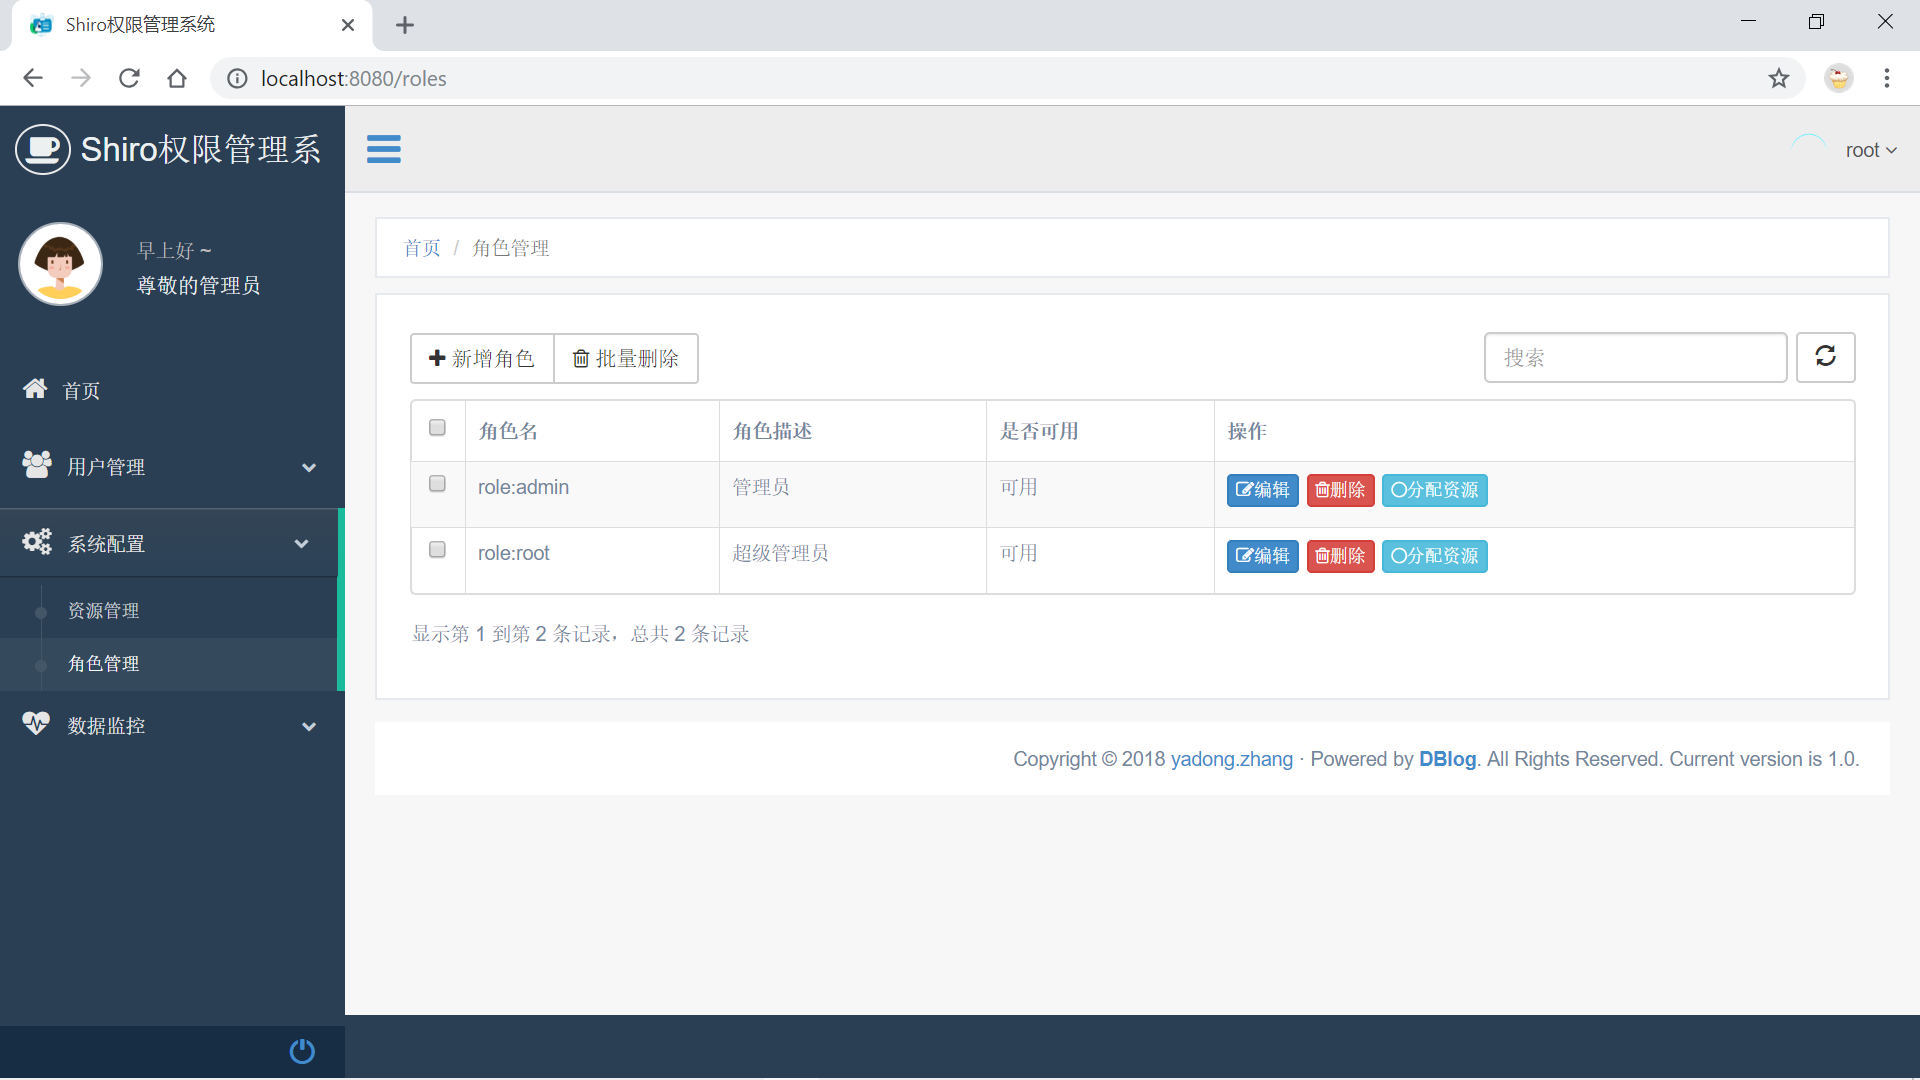 Shiro权限管理系统
localhost:8080/roles
Shiro权限管理系
root
早上好 ~
尊敬的管理员
首页 / 角色管理
新增角色 批量删除 搜索
首页
用户管理
系统配置
资源管理
角色管理
数据监控
角色名 角色描述 是否可用 操作
role:admin 管理员 可用 编辑 删除 分配资源
role:root 超级管理员 可用 编辑 删除 分配资源
显示第 1 到第 2 条记录，总共 2 条记录
Copyright © 2018 yadong.zhang · Powered by DBlog. All Rights Reserved. Current version is 1.0.